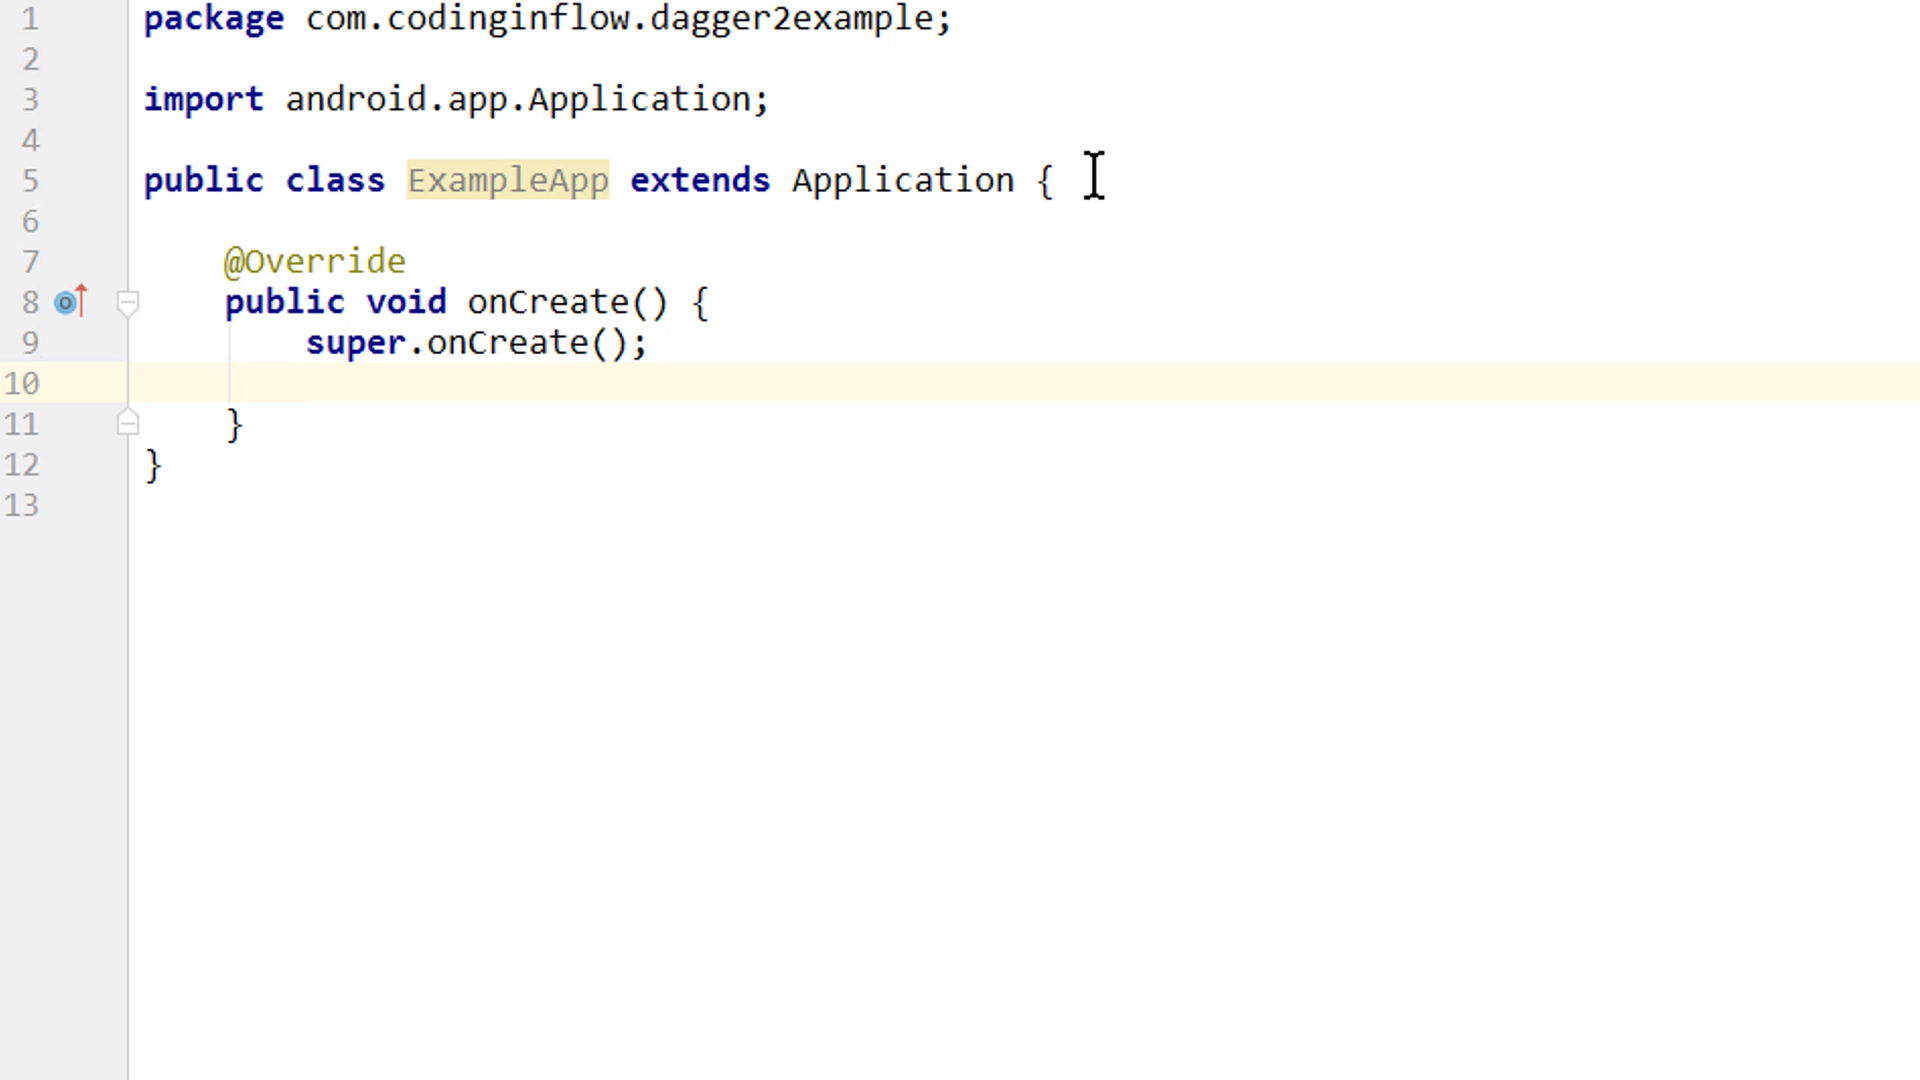 1 package com.codinginflow.dagger2example;
2
3 import android.app.Application;
4
5 public class ExampleApp extends Application {
6
7 @Override
8 public void onCreate() {
9 super.onCreate();
10
11 }
12 }
13